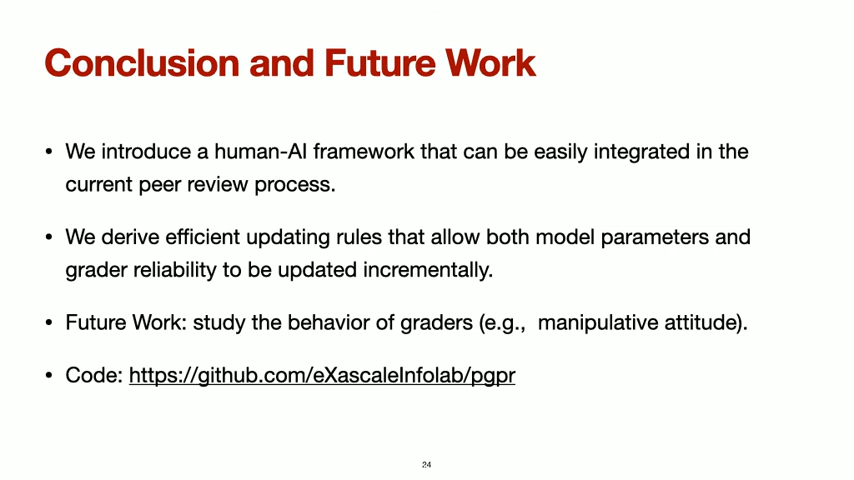 Conclusion and Future Work
• We introduce a human-AI framework that can be easily integrated in the
current peer review process.
• We derive efficient updating rules that allow both model parameters and
grader reliability to be updated incrementally.
• Future Work: study the behavior of graders (e.g., manipulative attitude).
• Code: https://github.com/eXascaleInfolab/pgpr
24